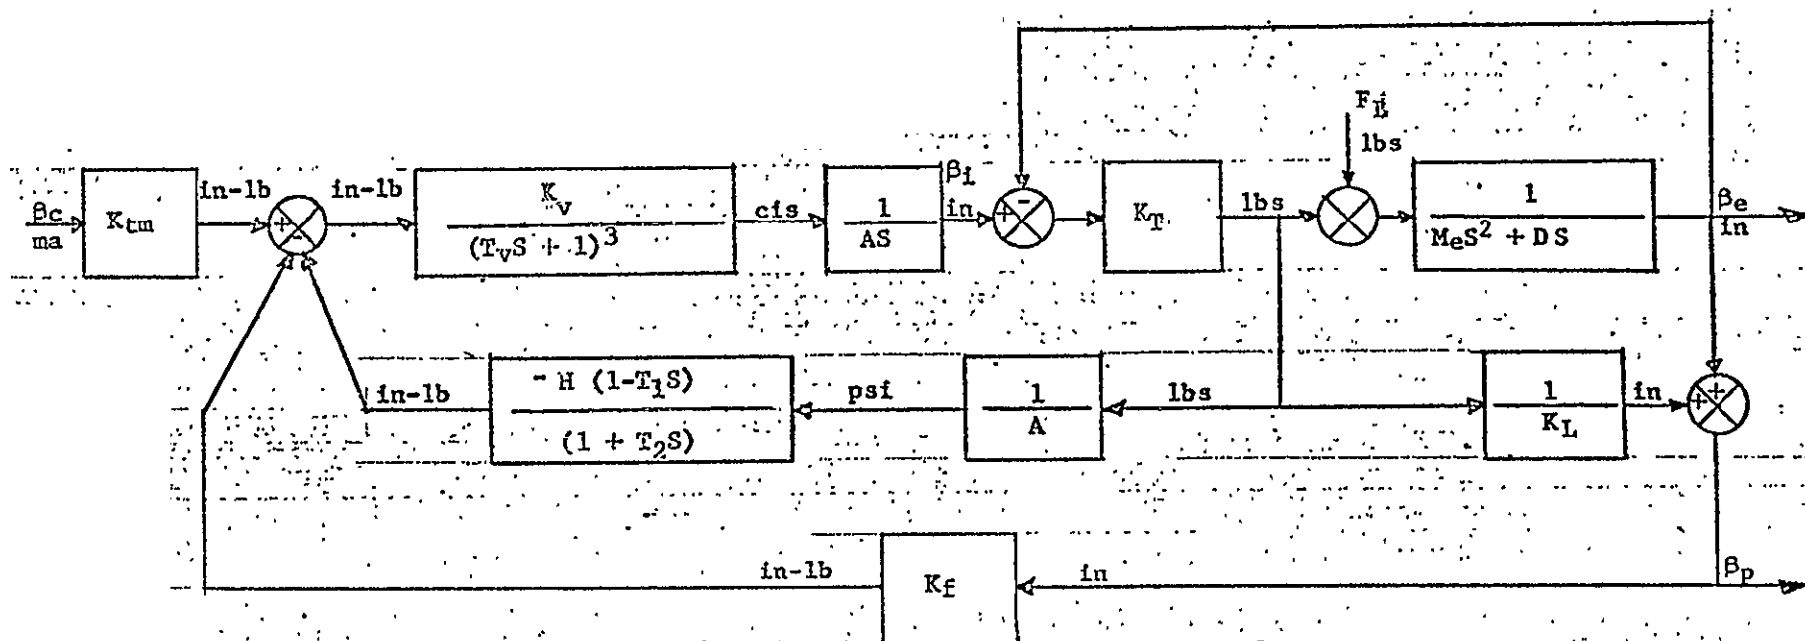 βc
ma
Ktm
in-lb
+
-
in-lb
Kv
(TvS + 1)3
cis
1
AS
βi
in
+
-
KT
lbs
lbs
1
MeS2 + DS
βe
in
in-lb
- H (1-T1S)
(1 + T2S)
psi
1
A
lbs
1
KL
in
+
+
in-lb
Kf
in
βp